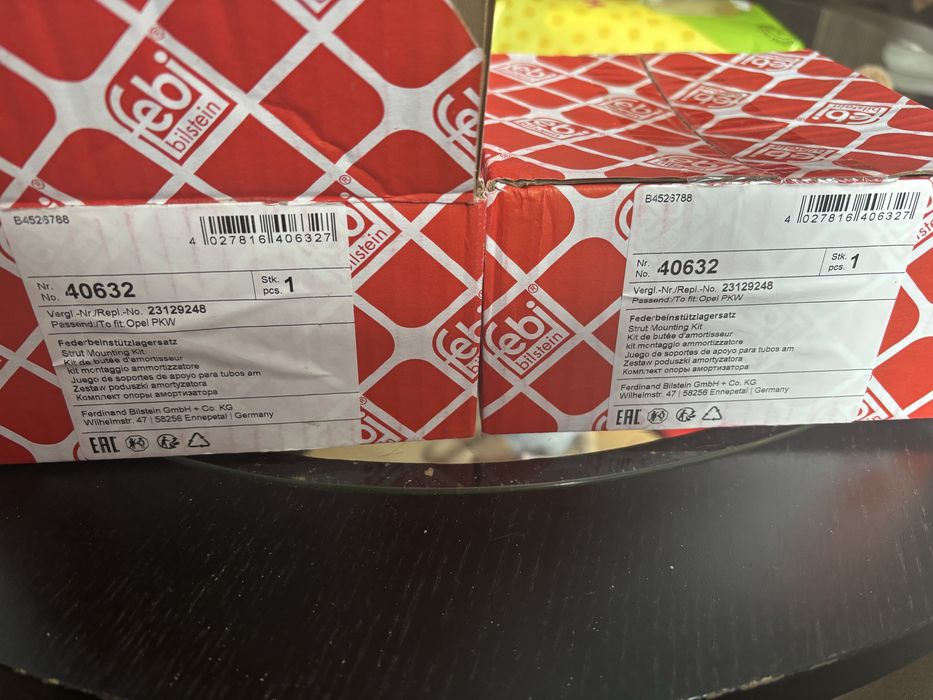 febi
bilstein
B4526788
4 027816 406327
Nr.
No. 40632
Stk.
pcs. 1
Vergl.-Nr./Repl.-No. 23129248
Passend:/To fit: Opel PKW
Federbeinstützlagersatz
Strut Mounting Kit
Kit de butée d'amortisseur
kit montaggio ammortizzatore
Juego de soportes de apoyo para tubos am
Zestaw poduszki amortyzatora
Комплект опоры амортизатора
Ferdinand Bilstein GmbH + Co. KG
Wilhelmstr. 47 | 58256 Ennepetal | Germany
EAC
febi
bilstein
B4526788
4 027816 406327
Nr.
No. 40632
Stk.
pcs. 1
Vergl.-Nr./Repl.-No. 23129248
Passend:/To fit: Opel PKW
Federbeinstützlagersatz
Strut Mounting Kit
Kit de butée d'amortisseur
kit montaggio ammortizzatore
Juego de soportes de apoyo para tubos am
Zestaw poduszki amortyzatora
Комплект опоры амортизатора
Ferdinand Bilstein GmbH + Co. KG
Wilhelmstr. 47 | 58256 Ennepetal | Germany
EAC